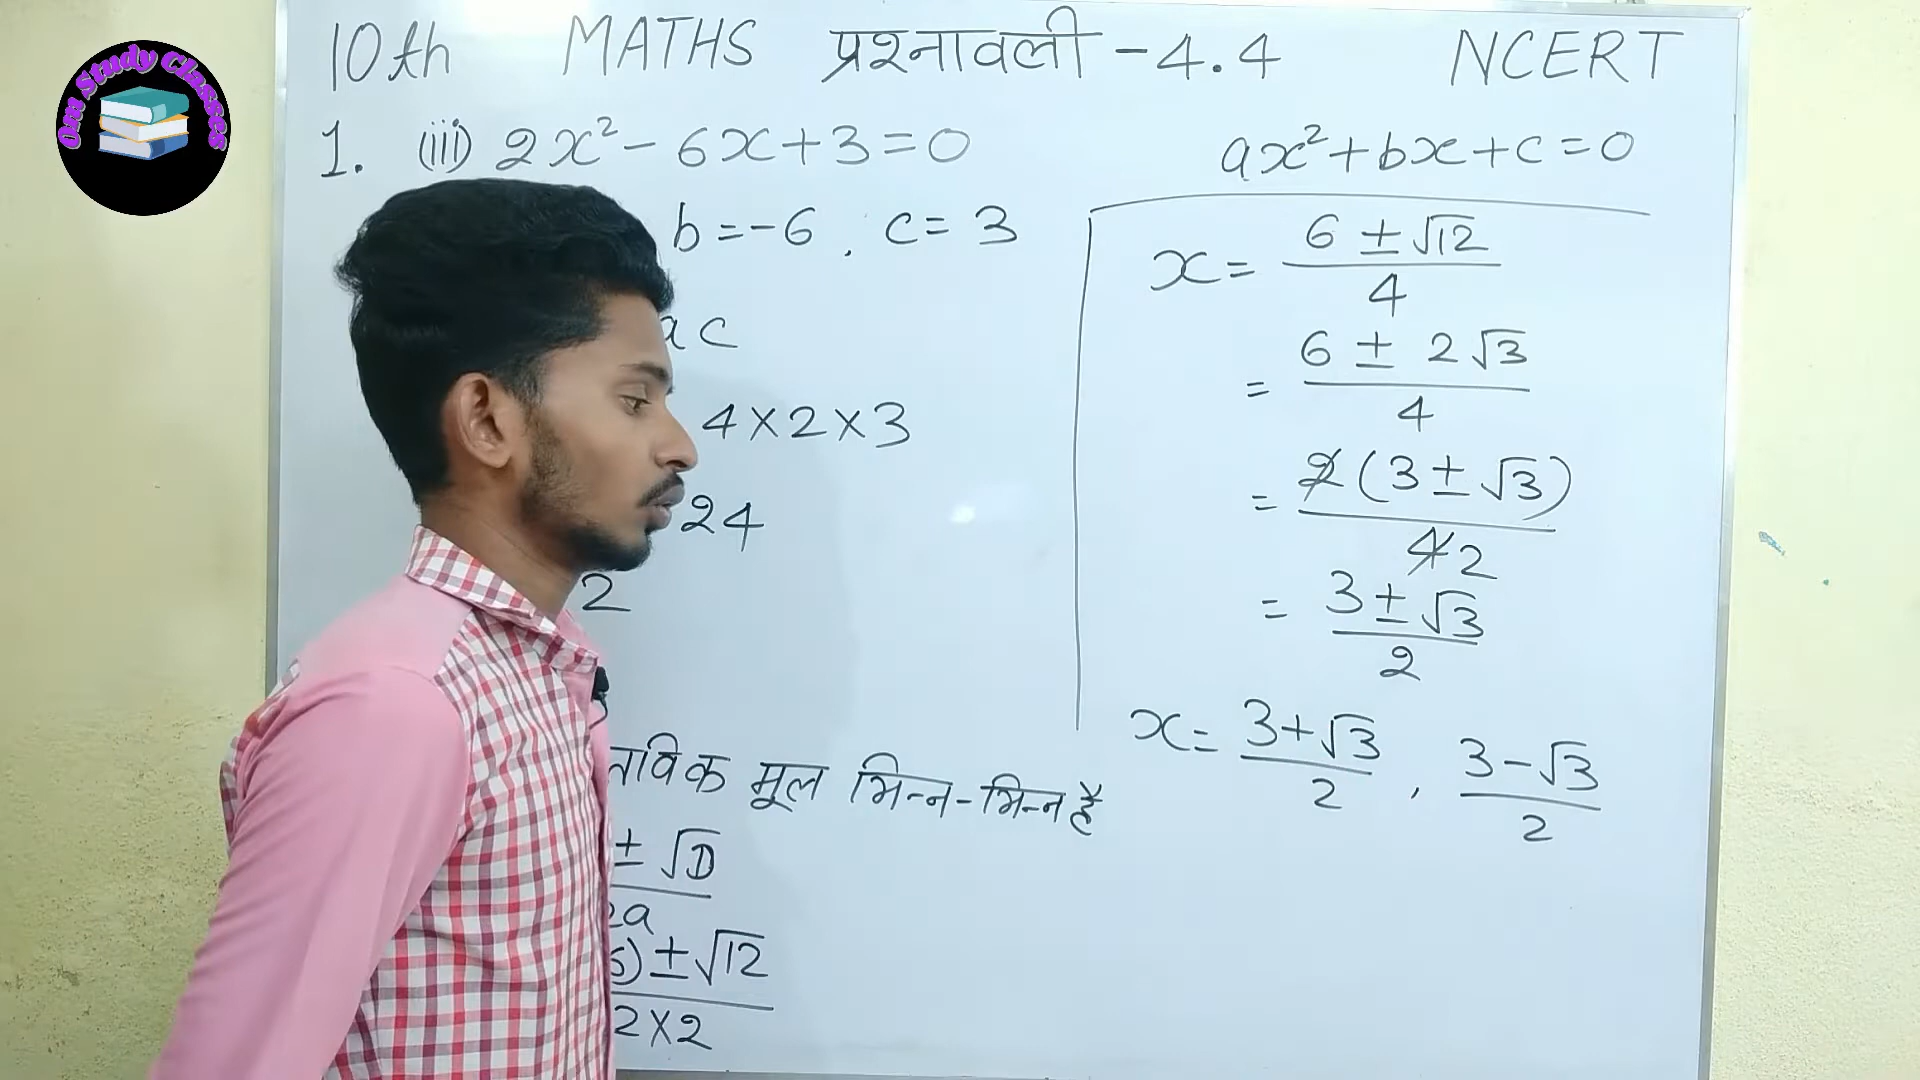 Om Study Classes
10th MATHS प्रश्नावली - 4.4 NCERT
1. (iii) 2x² - 6x + 3 = 0
b = -6 , c = 3
ac
4×2×3
24
2
ताविक मूल भिन्न-भिन्न है
± √D
2a
6) ± √12
2×2
ax² + bx + c = 0
x = 6 ± √12
4
= 6 ± 2√3
4
= 2 (3 ± √3)
4 2
= 3 ± √3
2
x = 3+√3 , 3-√3
2 2